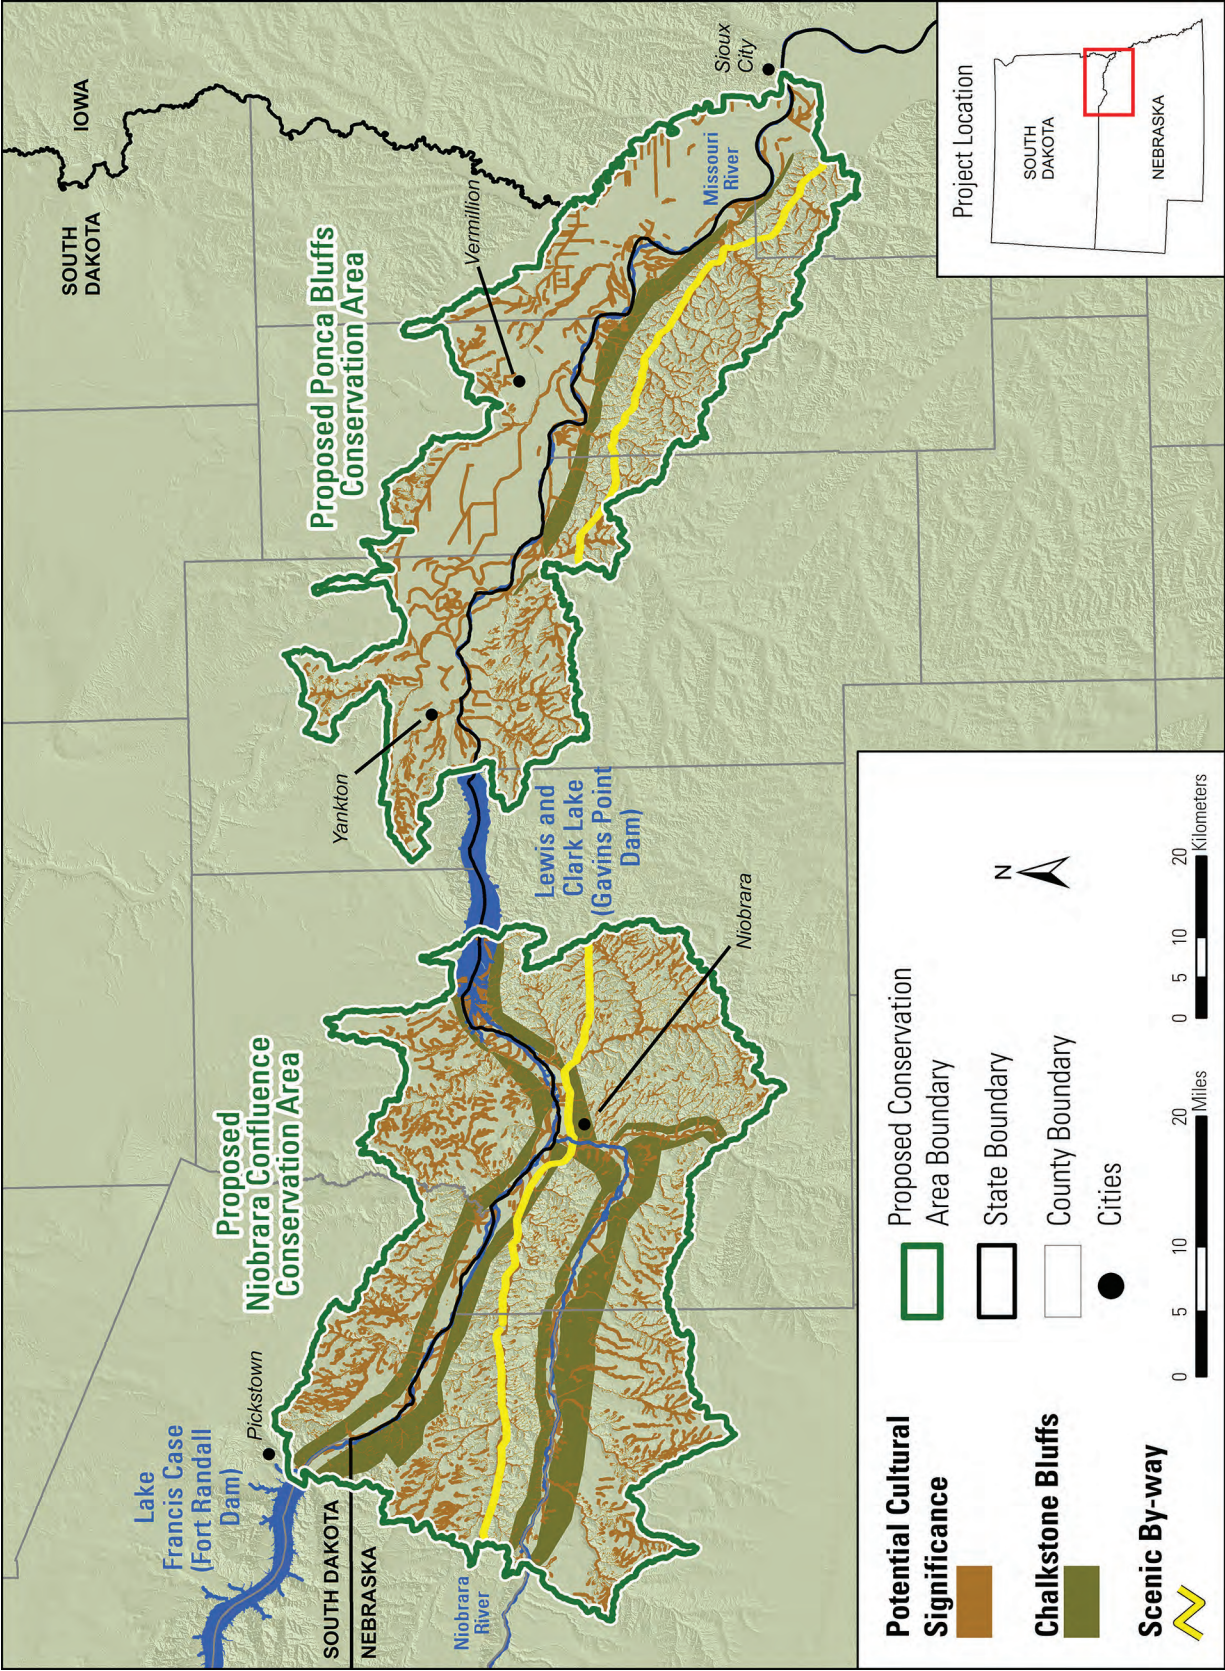 SOUTH
DAKOTA
IOWA
Sioux
City
Vermillion
Missouri
River
Proposed Ponca Bluffs
Conservation Area
Yankton
Lewis and
Clark Lake
(Gavins Point
Dam)
Niobrara
Proposed
Niobrara Confluence
Conservation Area
Pickstown
Lake
Francis Case
(Fort Randall
Dam)
SOUTH DAKOTA
NEBRASKA
Niobrara
River
Project Location
SOUTH
DAKOTA
NEBRASKA
Potential Cultural
Significance
Chalkstone Bluffs
Scenic By-way
Proposed Conservation
Area Boundary
State Boundary
County Boundary
Cities
N
0 5 10 20 Miles
0 5 10 20 Kilometers